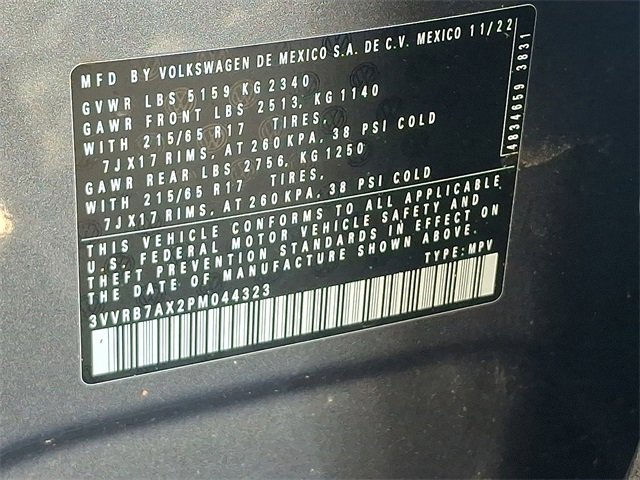 MFD BY VOLKSWAGEN DE MEXICO S.A. DE C.V. MEXICO 11/22
GVWR LBS 5159 KG 2340
GAWR FRONT LBS 2513, KG 1140
WITH 215/65 R17 TIRES,
7JX17 RIMS, AT 260 KPA, 38 PSI COLD
GAWR REAR LBS 2756, KG 1250
WITH 215/65 R17 TIRES,
7JX17 RIMS, AT 260 KPA, 38 PSI COLD
THIS VEHICLE CONFORMS TO ALL APPLICABLE
U.S. FEDERAL MOTOR VEHICLE SAFETY AND
THEFT PREVENTION STANDARDS IN EFFECT ON
THE DATE OF MANUFACTURE SHOWN ABOVE.
TYPE: MPV
3VVRB7AX2PM044323
4834659 3831